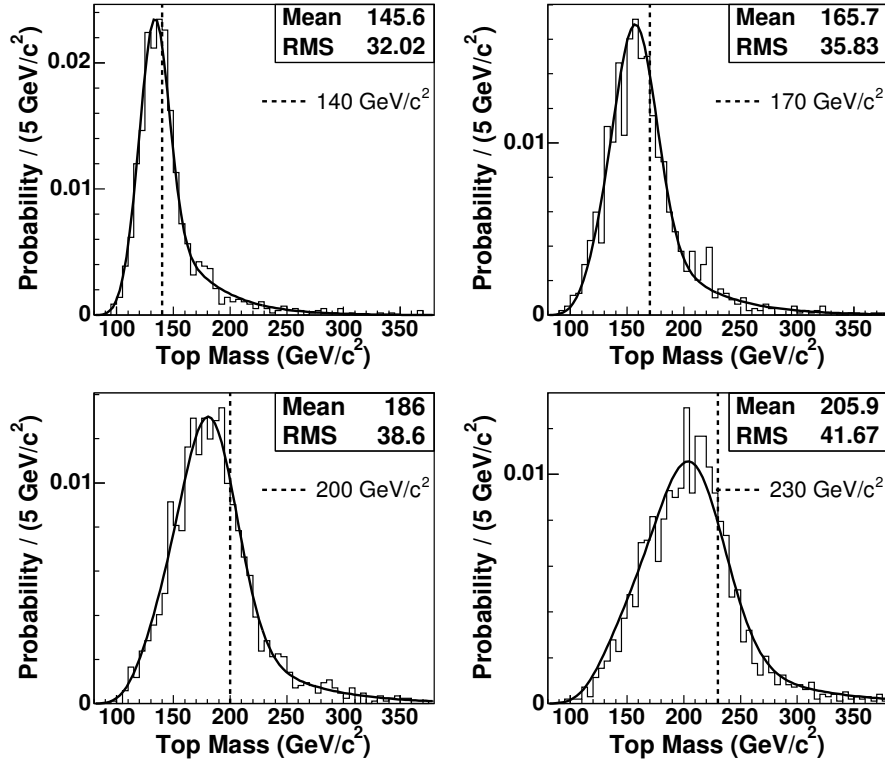 Mean 145.6
RMS 32.02
140 GeV/c²
0.02
0.01
0
Probability / (5 GeV/c²)
100 150 200 250 300 350
Top Mass (GeV/c²)
Mean 165.7
RMS 35.83
170 GeV/c²
0.01
0
Probability / (5 GeV/c²)
100 150 200 250 300 350
Top Mass (GeV/c²)
Mean 186
RMS 38.6
200 GeV/c²
0.01
0
Probability / (5 GeV/c²)
100 150 200 250 300 350
Top Mass (GeV/c²)
Mean 205.9
RMS 41.67
230 GeV/c²
0.01
0
Probability / (5 GeV/c²)
100 150 200 250 300 350
Top Mass (GeV/c²)